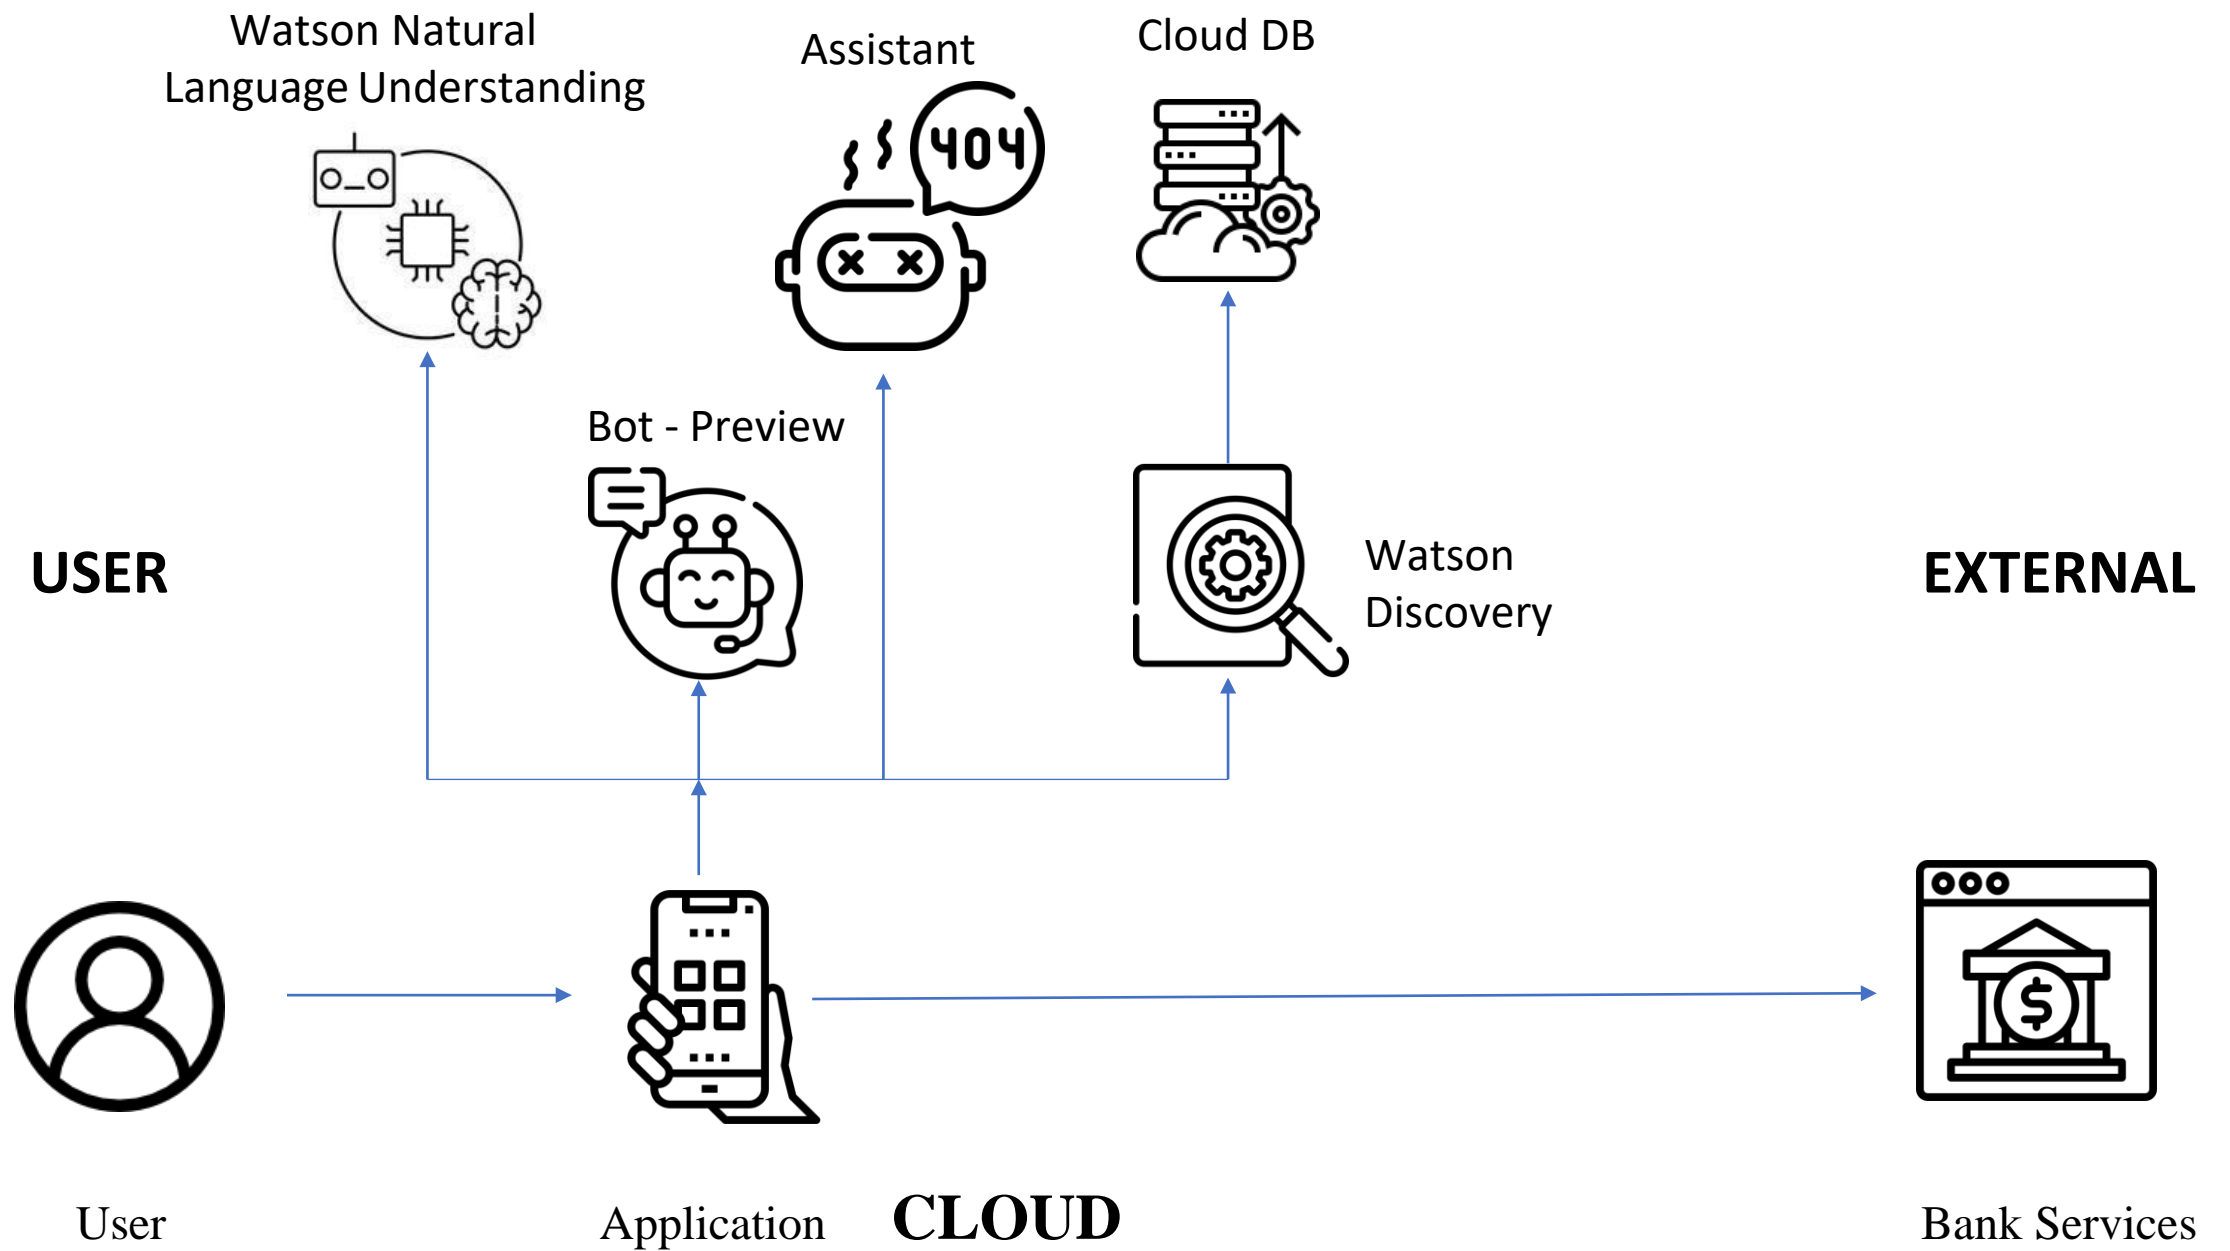 Watson Natural
Language Understanding
Assistant
Cloud DB
404
Bot - Preview
USER
Watson
Discovery
EXTERNAL
$
User
Application
CLOUD
Bank Services